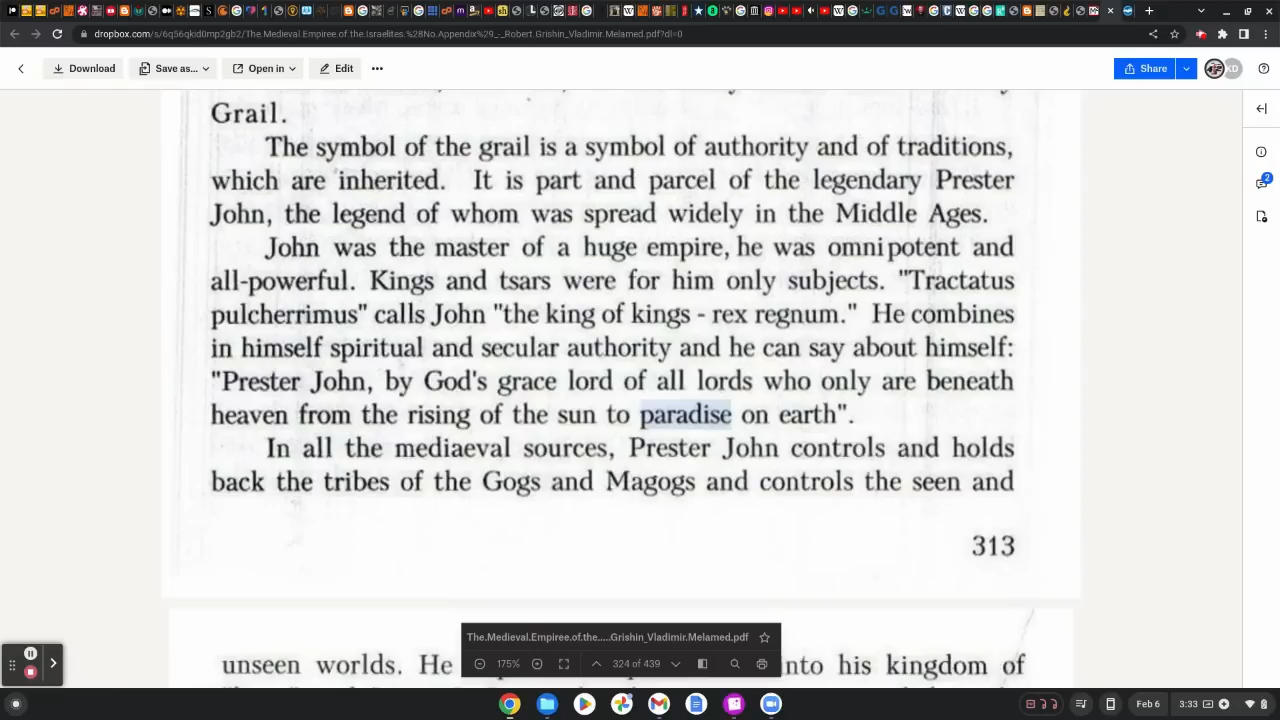 dropbox.com/s/6q56qkid0mp2gb2/The.Medieval.Empiree.of.the.Israelites.%28No.Appendix%29_-_Robert.Grishin_Vladimir.Melamed.pdf?dl=0
Download Save as... Open in Edit Share KD
2
Grail.
The symbol of the grail is a symbol of authority and of traditions,
which are inherited. It is part and parcel of the legendary Prester
John, the legend of whom was spread widely in the Middle Ages.
John was the master of a huge empire, he was omnipotent and
all-powerful. Kings and tsars were for him only subjects. "Tractatus
pulcherrimus" calls John "the king of kings - rex regnum." He combines
in himself spiritual and secular authority and he can say about himself:
"Prester John, by God's grace lord of all lords who only are beneath
heaven from the rising of the sun to paradise on earth".
In all the mediaeval sources, Prester John controls and holds
back the tribes of the Gogs and Magogs and controls the seen and
313
The.Medieval.Empiree.of.the.....Grishin_Vladimir.Melamed.pdf
175% 324 of 439
unseen worlds. He into his kingdom of
Feb 6 3:33